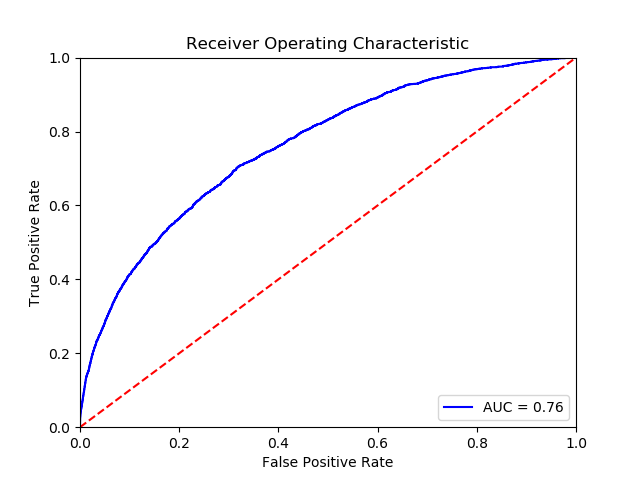 Receiver Operating Characteristic
1.0
0.8
0.6
0.4
0.2
0.0
True Positive Rate
AUC = 0.76
0.0 0.2 0.4 0.6 0.8 1.0
False Positive Rate